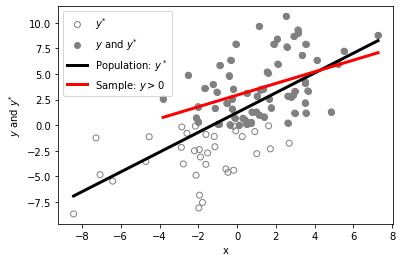 y*
y and y*
Population: y*
Sample: y > 0
y and y*
10.0
7.5
5.0
2.5
0.0
−2.5
−5.0
−7.5
−8 −6 −4 −2 0 2 4 6 8
x